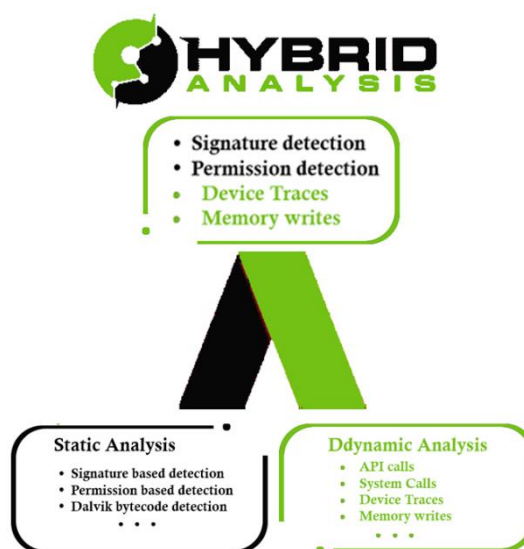 HYBRID
ANALYSIS
• Signature detection
• Permission detection
• Device Traces
• Memory writes
Static Analysis
• Signature based detection
• Permission based detection
• Dalvik bytecode detection
• • •
Ddynamic Analysis
• API calls
• System Calls
• Device Traces
• Memory writes
• • •